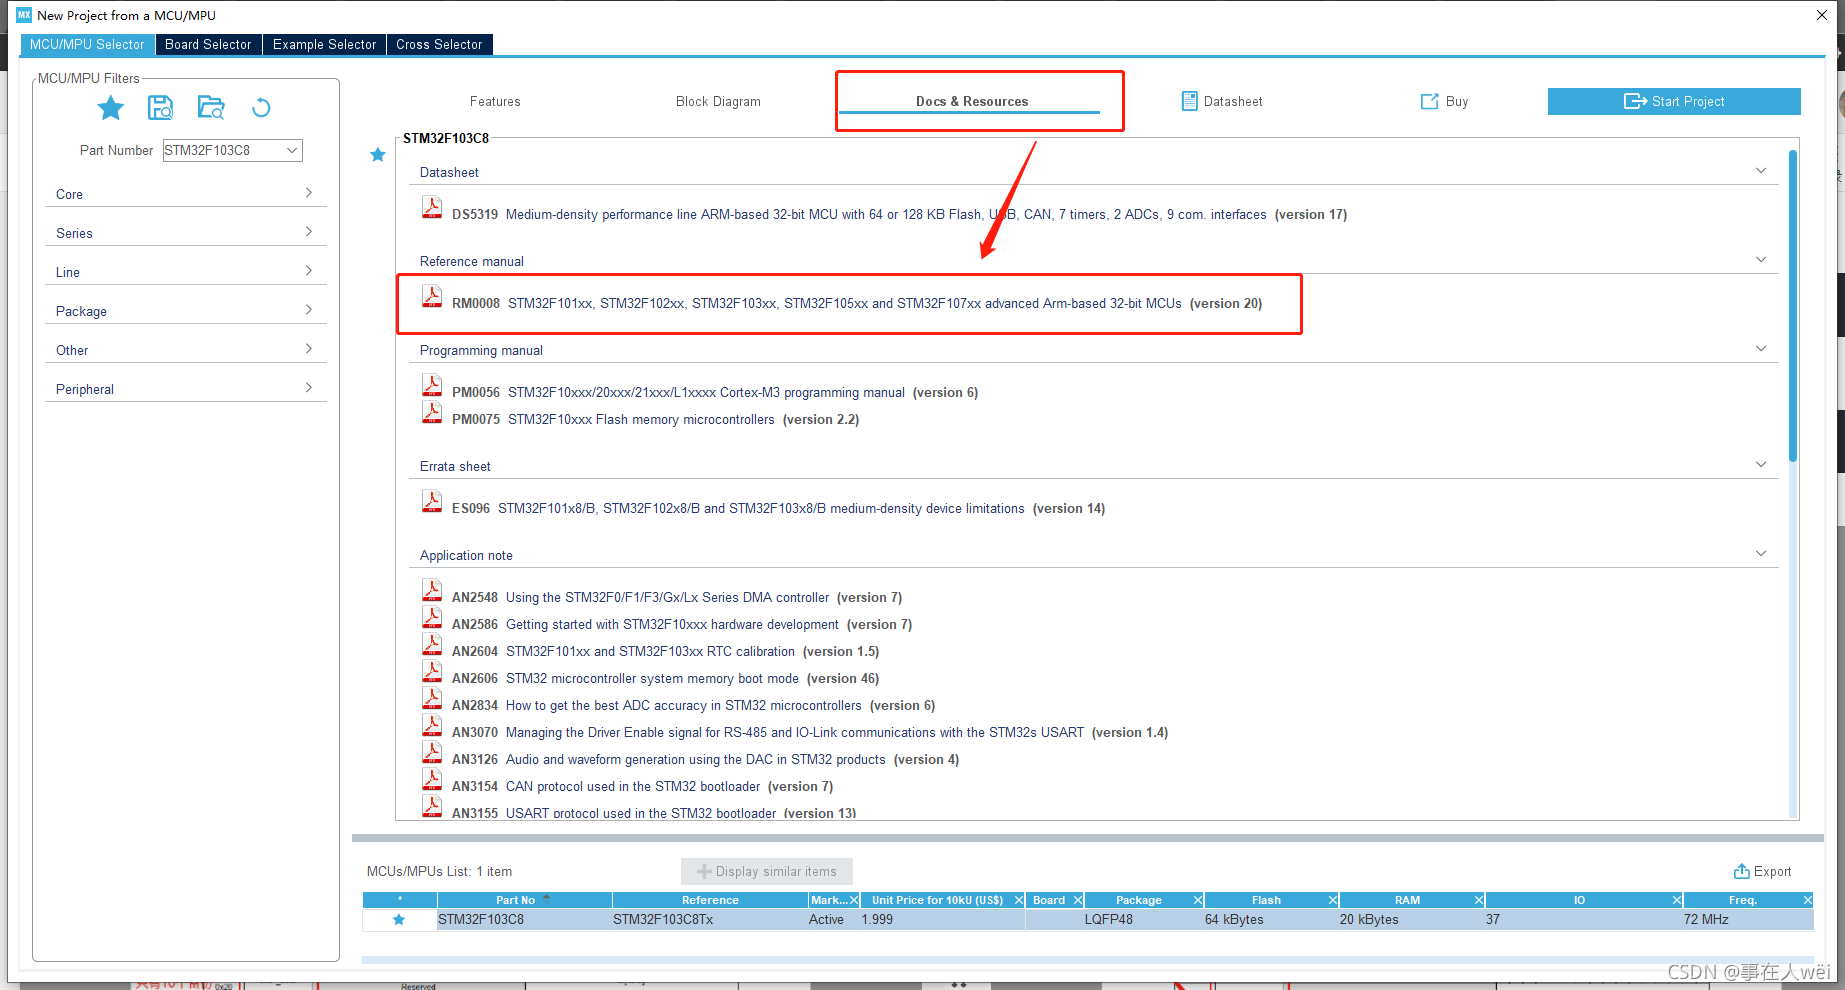 MX New Project from a MCU/MPU
MCU/MPU Selector Board Selector Example Selector Cross Selector
MCU/MPU Filters
Part Number STM32F103C8
Core
Series
Line
Package
Other
Peripheral
Features Block Diagram Docs & Resources Datasheet Buy Start Project
STM32F103C8
Datasheet
DS5319 Medium-density performance line ARM-based 32-bit MCU with 64 or 128 KB Flash, USB, CAN, 7 timers, 2 ADCs, 9 com. interfaces (version 17)
Reference manual
RM0008 STM32F101xx, STM32F102xx, STM32F103xx, STM32F105xx and STM32F107xx advanced Arm-based 32-bit MCUs (version 20)
Programming manual
PM0056 STM32F10xxx/20xxx/21xxx/L1xxxx Cortex-M3 programming manual (version 6)
PM0075 STM32F10xxx Flash memory microcontrollers (version 2.2)
Errata sheet
ES096 STM32F101x8/B, STM32F102x8/B and STM32F103x8/B medium-density device limitations (version 14)
Application note
AN2548 Using the STM32F0/F1/F3/Gx/Lx Series DMA controller (version 7)
AN2586 Getting started with STM32F10xxx hardware development (version 7)
AN2604 STM32F101xx and STM32F103xx RTC calibration (version 1.5)
AN2606 STM32 microcontroller system memory boot mode (version 46)
AN2834 How to get the best ADC accuracy in STM32 microcontrollers (version 6)
AN3070 Managing the Driver Enable signal for RS-485 and IO-Link communications with the STM32s USART (version 1.4)
AN3126 Audio and waveform generation using the DAC in STM32 products (version 4)
AN3154 CAN protocol used in the STM32 bootloader (version 7)
AN3155 USART protocol used in the STM32 bootloader (version 13)
MCUs/MPUs List: 1 item + Display similar items Export
* Part No Reference Mark... Unit Price for 10kU (US$) Board Package Flash RAM IO Freq.
STM32F103C8 STM32F103C8Tx Active 1.999 LQFP48 64 kBytes 20 kBytes 37 72 MHz
CSDN @事在人wёi
0x20 Reserved